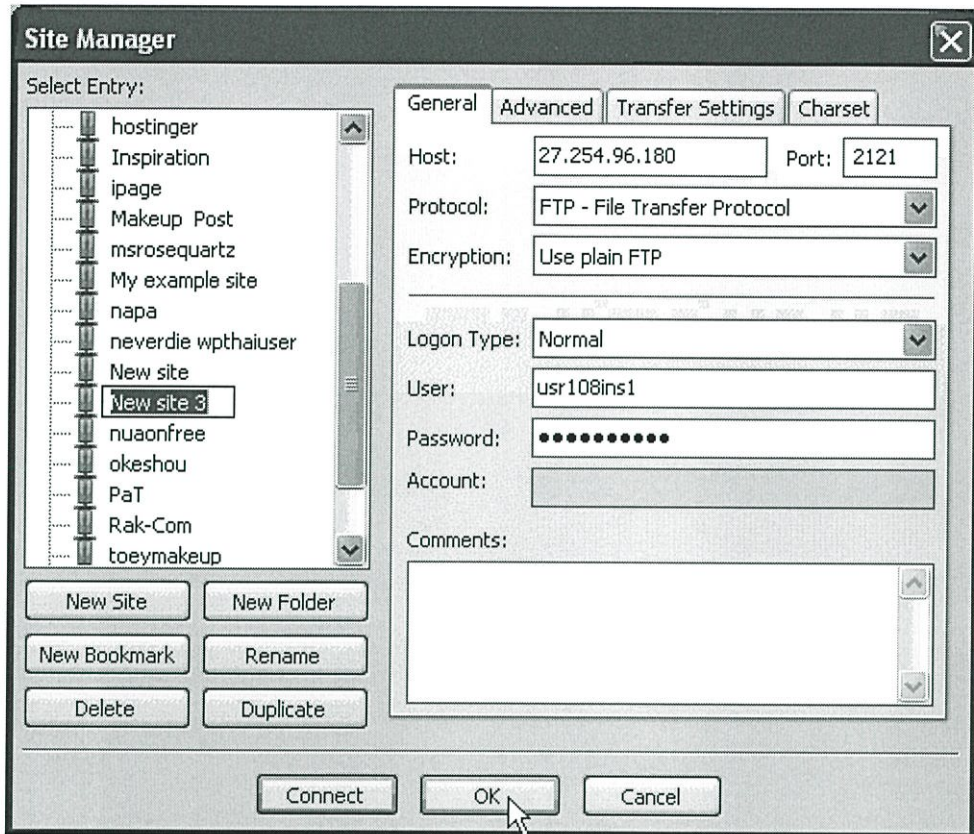 Site Manager
Select Entry:
hostinger
Inspiration
ipage
Makeup Post
msrosequartz
My example site
napa
neverdie wpthaiuser
New site
New site 3
nuaonfree
okeshou
PaT
Rak-Com
toeymakeup
New Site
New Folder
New Bookmark
Rename
Delete
Duplicate
General
Advanced
Transfer Settings
Charset
Host:
27.254.96.180
Port:
2121
Protocol:
FTP - File Transfer Protocol
Encryption:
Use plain FTP
Logon Type:
Normal
User:
usr108ins1
Password:
●●●●●●●●●●
Account:
Comments:
Connect
OK
Cancel